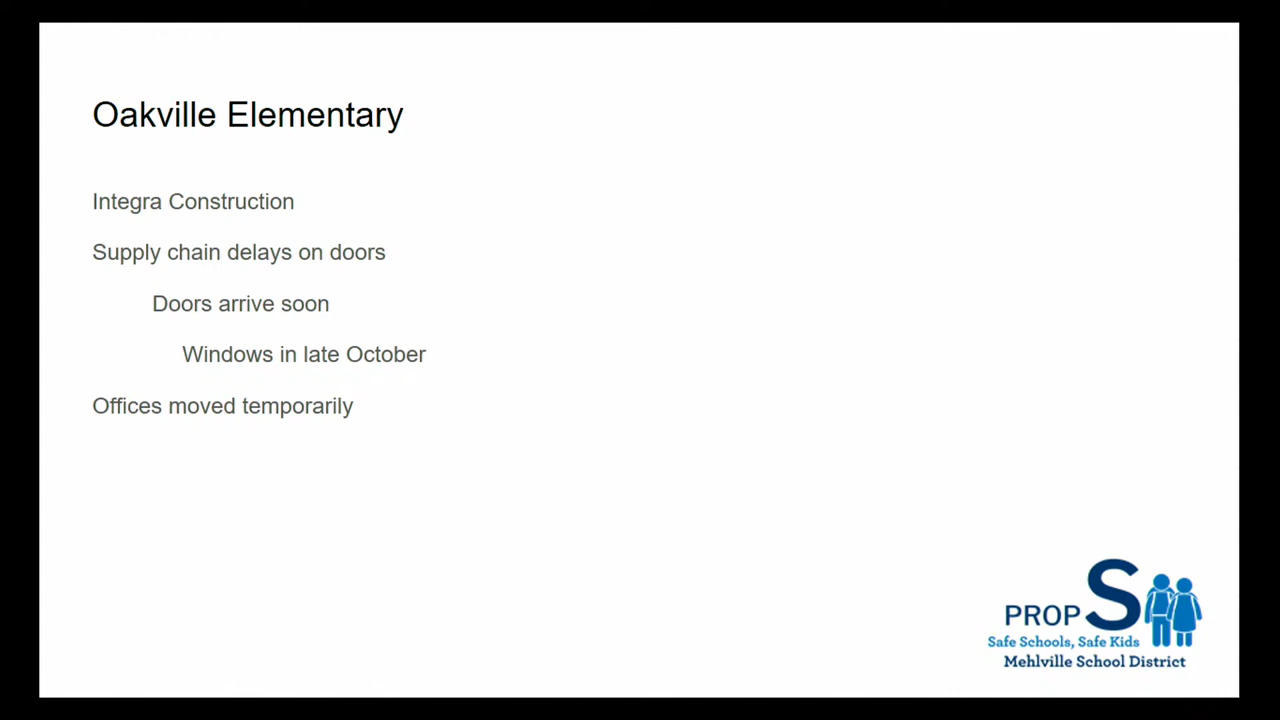 Oakville Elementary
Integra Construction
Supply chain delays on doors
Doors arrive soon
Windows in late October
Offices moved temporarily
PROP S
Safe Schools, Safe Kids
Mehlville School District